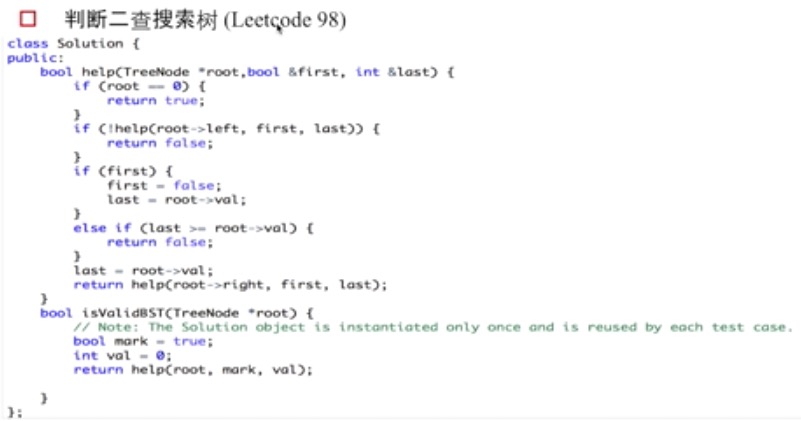 判断二查搜索树 (Leetcode 98)
class Solution {
public:
    bool help(TreeNode *root,bool &first, int &last) {
        if (root == 0) {
            return true;
        }
        if (!help(root->left, first, last)) {
            return false;
        }
        if (first) {
            first = false;
            last = root->val;
        }
        else if (last >= root->val) {
            return false;
        }
        last = root->val;
        return help(root->right, first, last);
    }
    bool isValidBST(TreeNode *root) {
        // Note: The Solution object is instantiated only once and is reused by each test case.
        bool mark = true;
        int val = 0;
        return help(root, mark, val);
    }
};